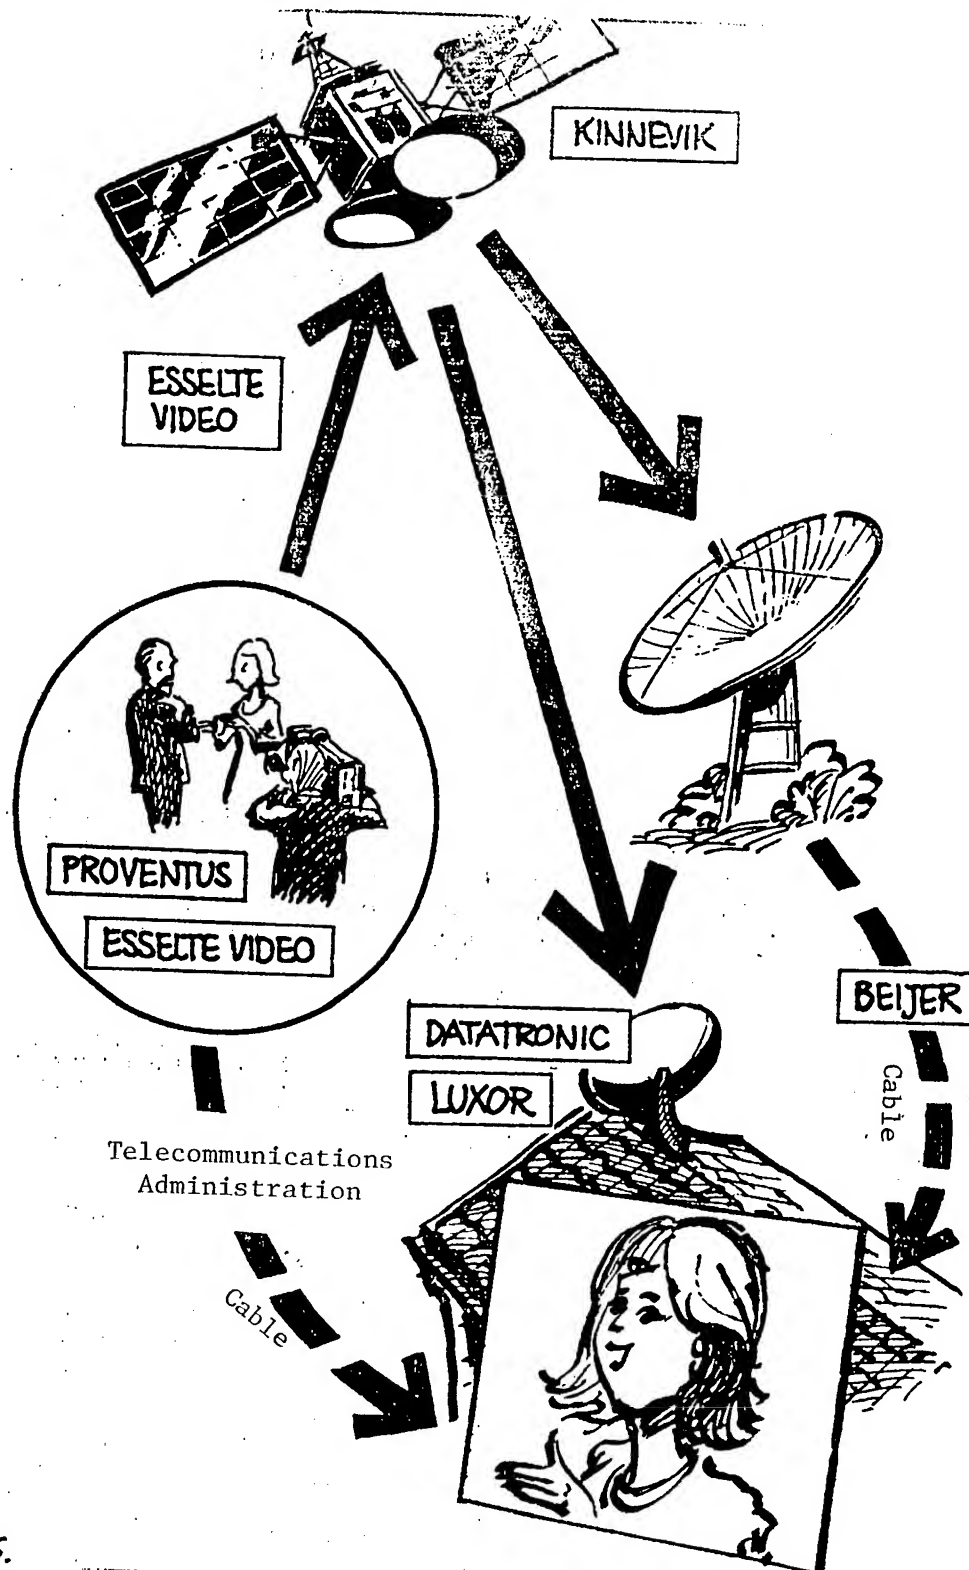 KINNEVIK
ESSELTE
VIDEO
PROVENTUS
ESSELTE VIDEO
DATATRONIC
LUXOR
BEIJER
Cable
Telecommunications
Administration
Cable